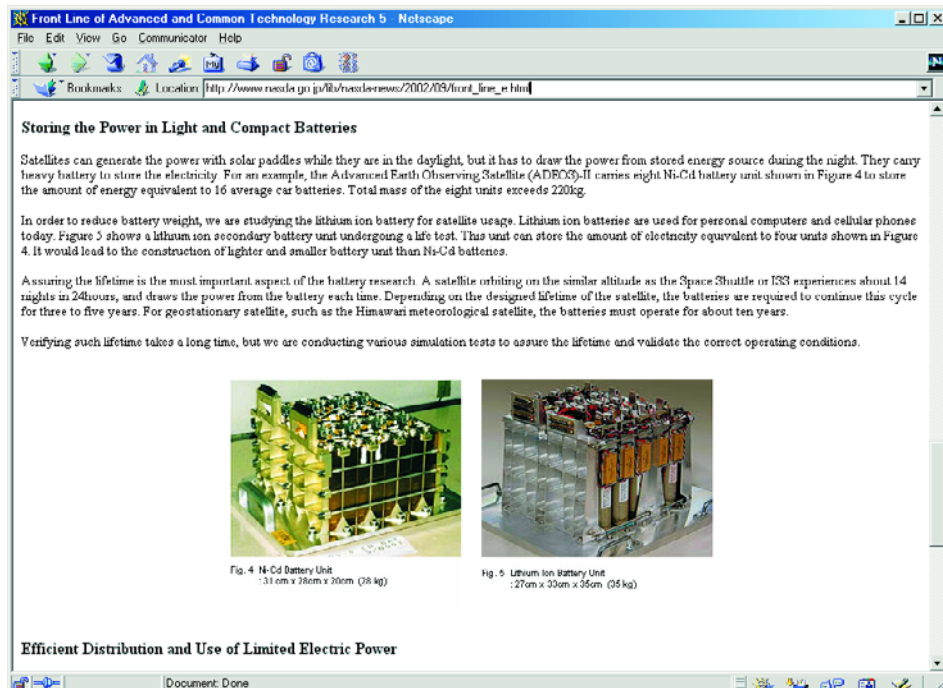 Front Line of Advanced and Common Technology Research 5 - Netscape
File Edit View Go Communicator Help
Bookmarks Location http://www.nasda.go.jp/lib/nasda-news/2002/09/front_line_e.html
Storing the Power in Light and Compact Batteries
Satellites can generate the power with solar paddles while they are in the daylight, but it has to draw the power from stored energy source during the night. They carry
heavy battery to store the electricity. For an example, the Advanced Earth Observing Satellite (ADEOS)-II carries eight Ni-Cd battery unit shown in Figure 4 to store
the amount of energy equivalent to 16 average car batteries. Total mass of the eight units exceeds 220kg.
In order to reduce battery weight, we are studying the lithium ion battery for satellite usage. Lithium ion batteries are used for personal computers and cellular phones
today. Figure 5 shows a lithium ion secondary battery unit undergoing a life test. This unit can store the amount of electricity equivalent to four units shown in Figure
4. It would lead to the construction of lighter and smaller battery unit than Ni-Cd batteries.
Assuring the lifetime is the most important aspect of the battery research. A satellite orbiting on the similar altitude as the Space Shuttle or ISS experiences about 14
nights in 24hours, and draws the power from the battery each time. Depending on the designed lifetime of the satellite, the batteries are required to continue this cycle
for three to five years. For geostationary satellite, such as the Himawari meteorological satellite, the batteries must operate for about ten years.
Verifying such lifetime takes a long time, but we are conducting various simulation tests to assure the lifetime and validate the correct operating conditions.
Fig. 4 Ni-Cd Battery Unit
: 31 cm x 28cm x 20cm (28 kg)
Fig. 5 Lithium Ion Battery Unit
: 27cm x 33cm x 35cm (35 kg)
Efficient Distribution and Use of Limited Electric Power
Document: Done